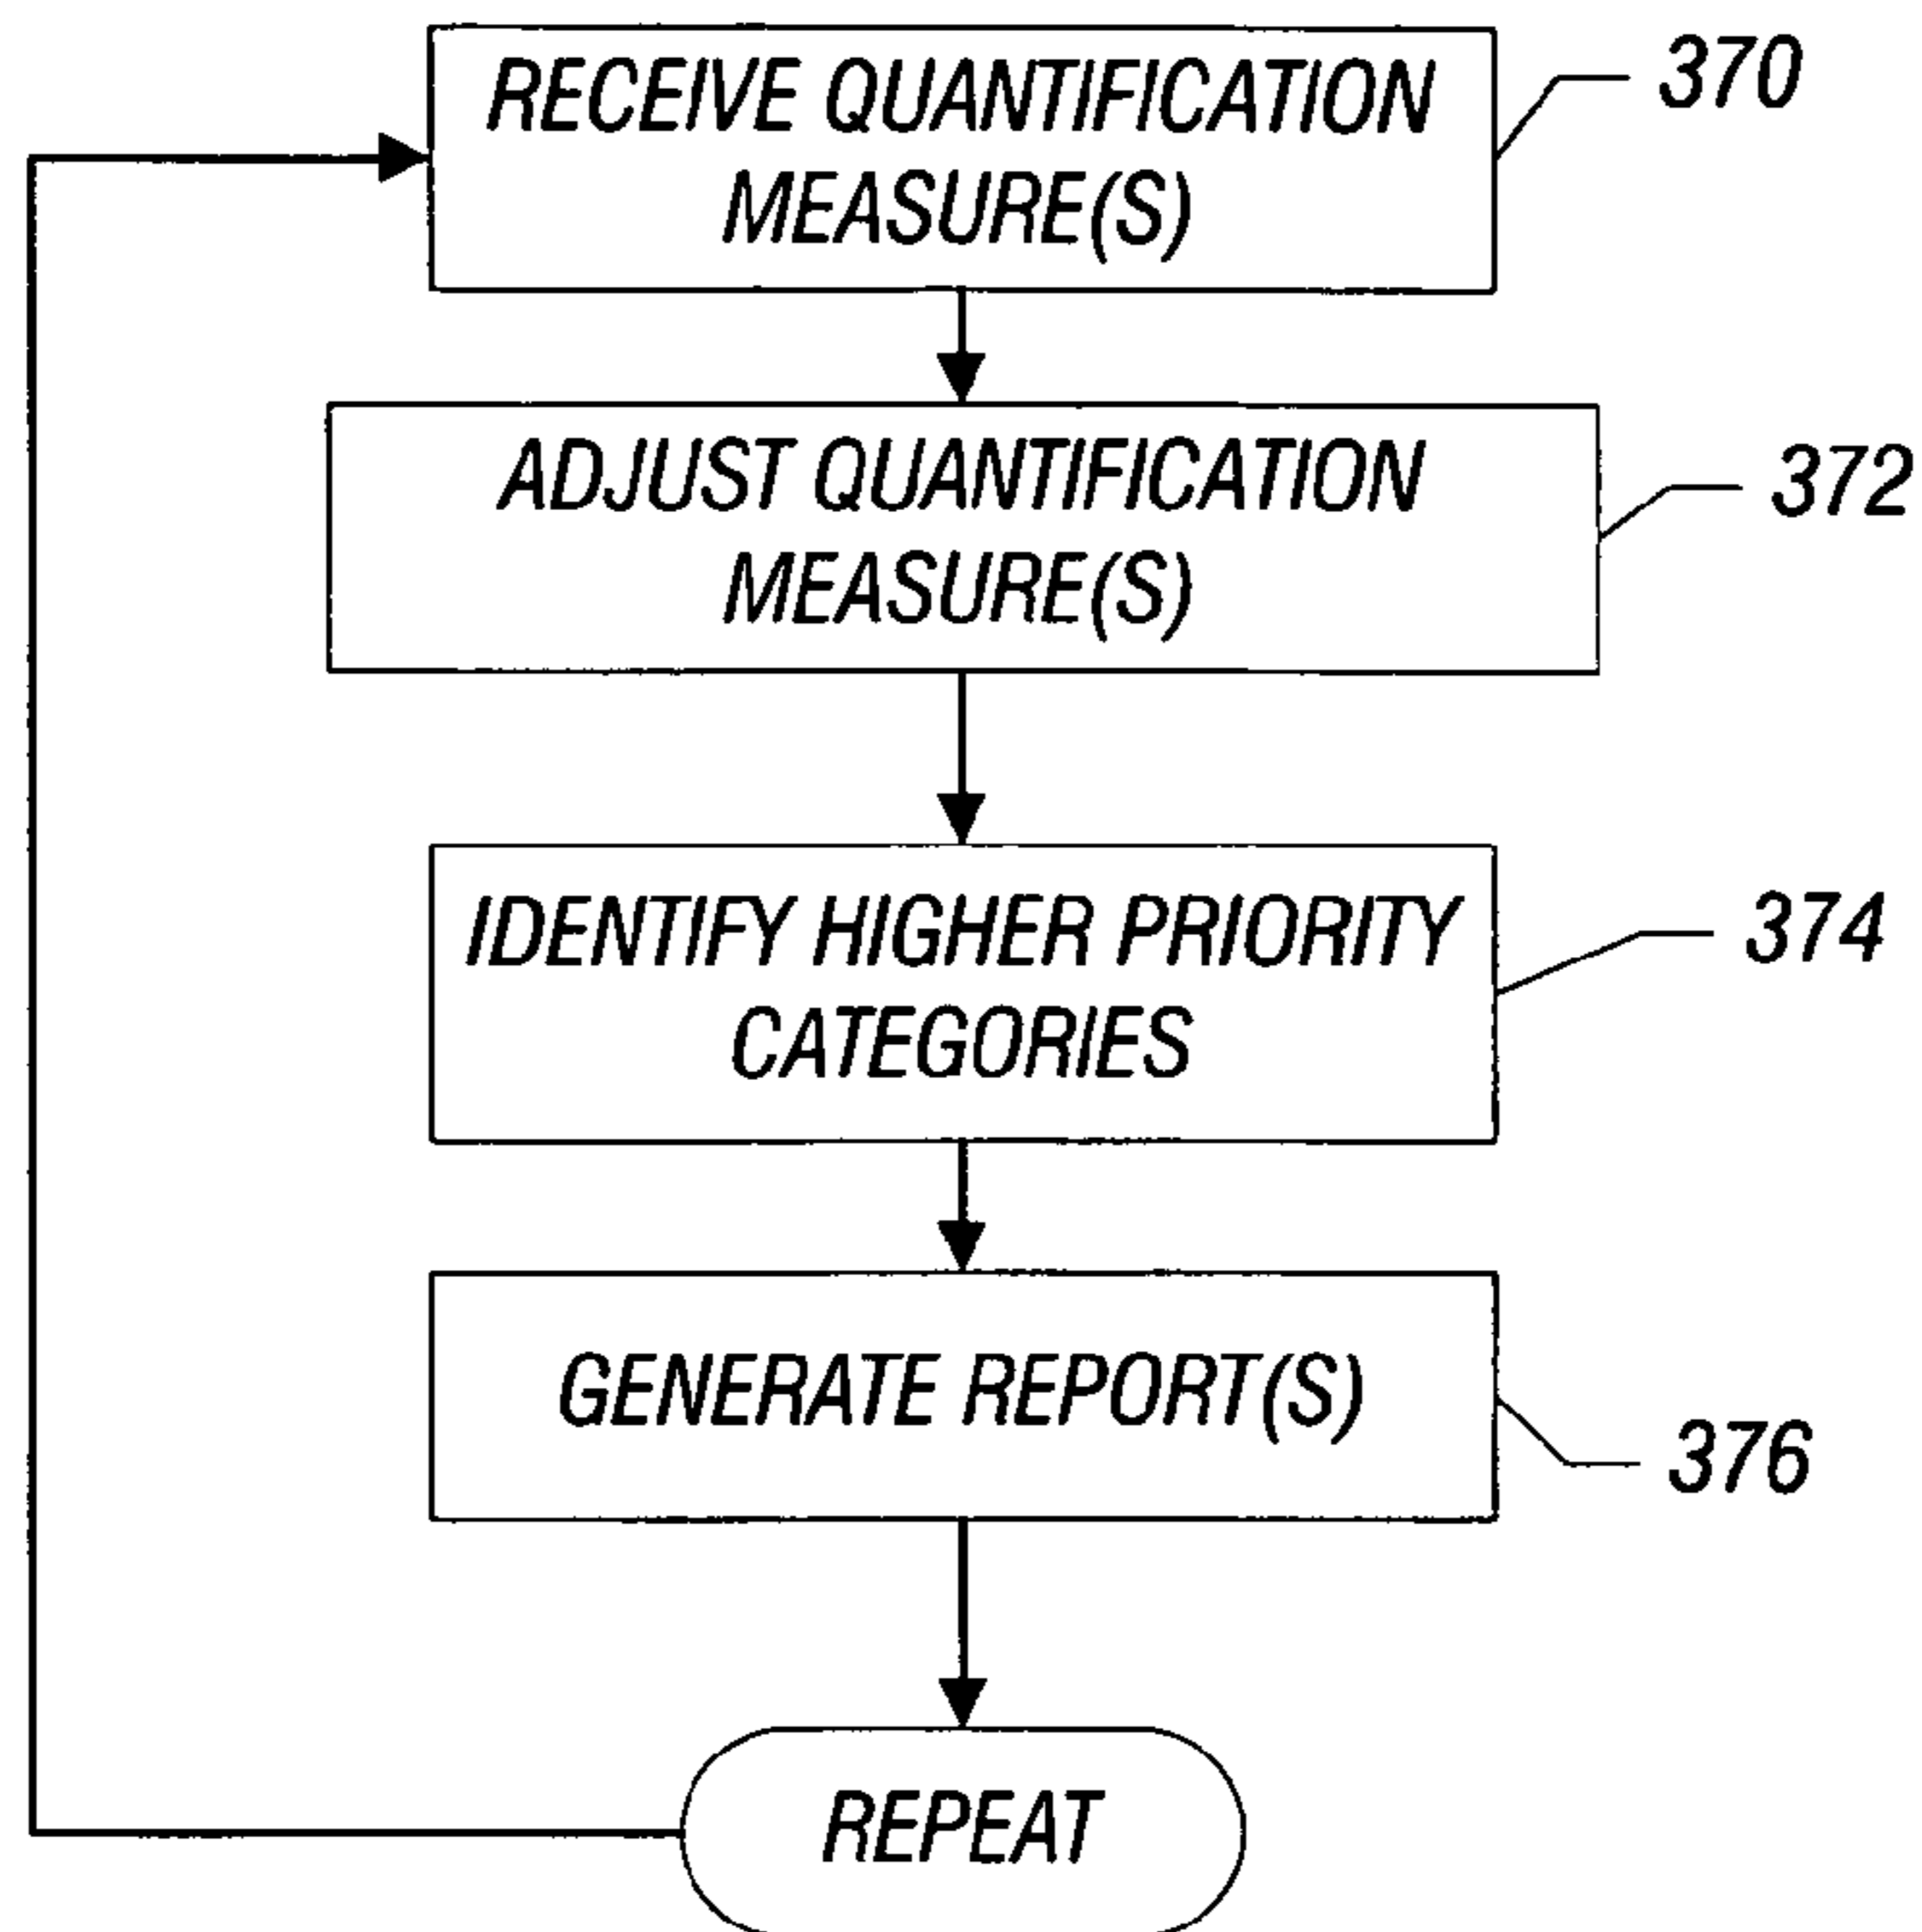 RECEIVE QUANTIFICATION
MEASURE(S)
370
ADJUST QUANTIFICATION
MEASURE(S)
372
IDENTIFY HIGHER PRIORITY
CATEGORIES
374
GENERATE REPORT(S)
376
REPEAT